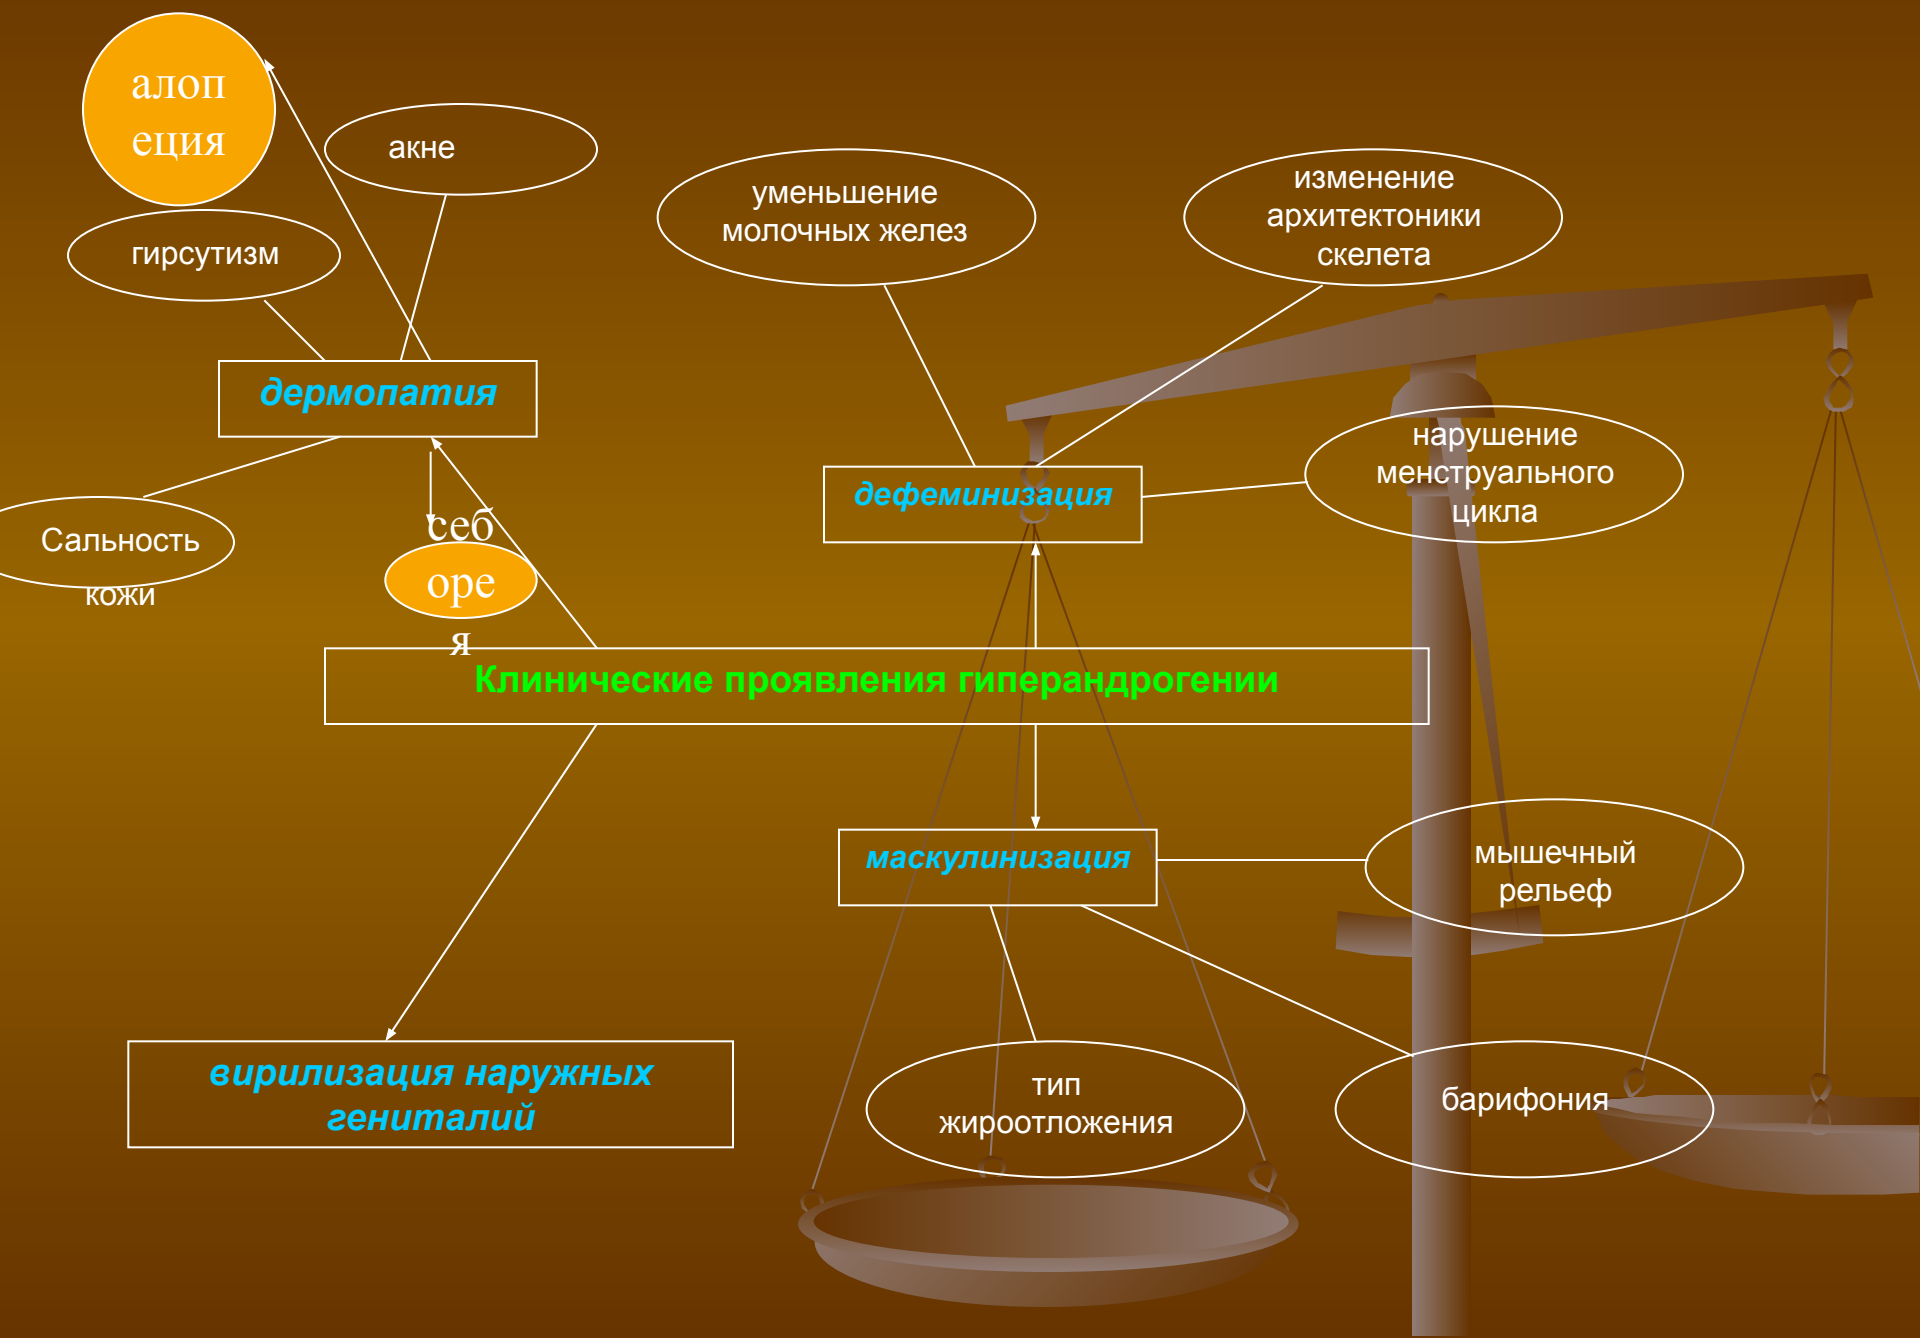 алоп
еция
акне
гирсутизм
уменьшение
молочных желез
изменение
архитектоники
скелета
дермопатия
нарушение
менструального
цикла
дефеминизация
Сальность
кожи
себ
оре
я
Клинические проявления гиперандрогении
маскулинизация
мышечный
рельеф
вирилизация наружных
гениталий
тип
жироотложения
барифония